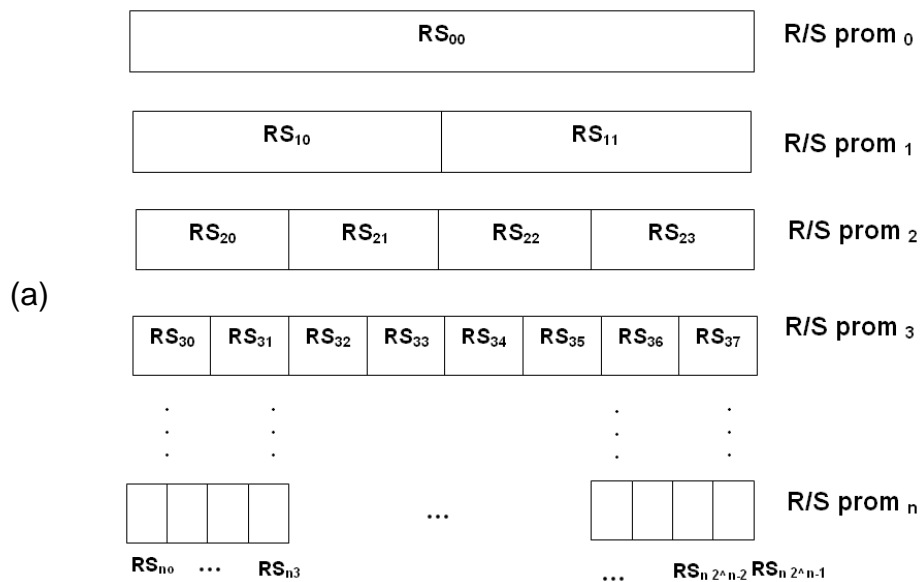 RS00 R/S prom 0
RS10 RS11 R/S prom 1
RS20 RS21 RS22 RS23 R/S prom 2
(a)
RS30 RS31 RS32 RS33 RS34 RS35 RS36 RS37 R/S prom 3
... R/S prom n
RSno ... RSn3 ... RSn 2^n-2 RSn 2^n-1